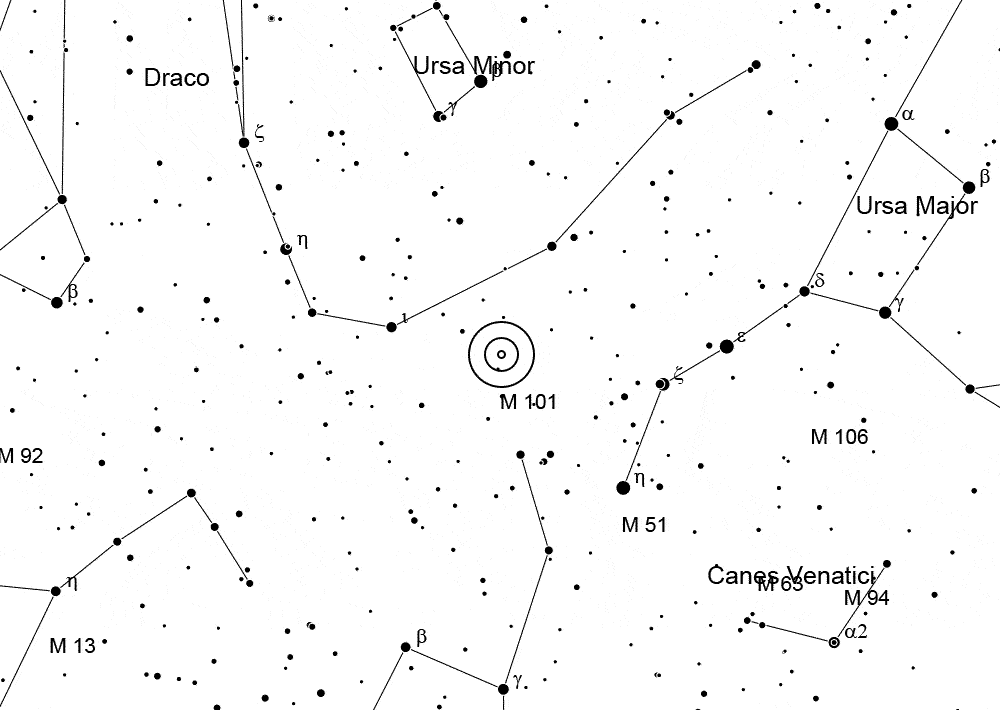 Ursa Minor
β
Draco
γ
α
ζ
β
Ursa Major
η
δ
β
ι
γ
ε
ζ
M 101
M 106
M 92
η
M 51
Canes Venatici
η
M 63
M 94
α2
β
M 13
γ